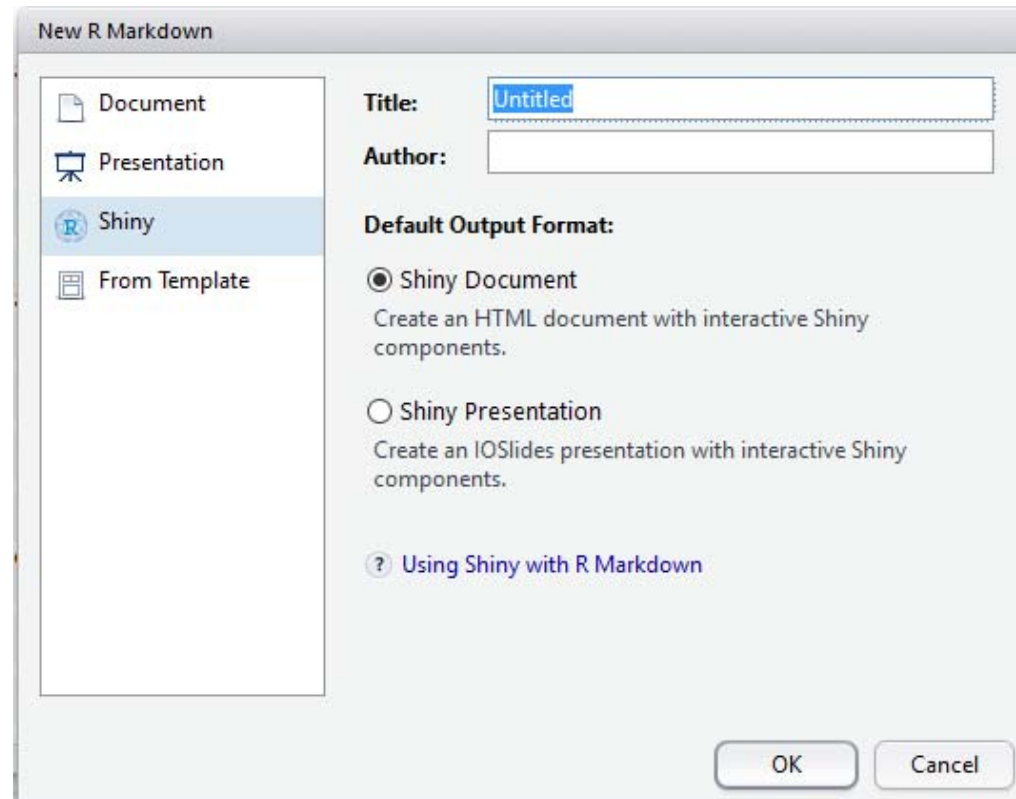 New R Markdown
Document
Presentation
Shiny
From Template
Title:
Untitled
Author:
Default Output Format:
Shiny Document
Create an HTML document with interactive Shiny
components.
Shiny Presentation
Create an IOSlides presentation with interactive Shiny
components.
? Using Shiny with R Markdown
OK
Cancel